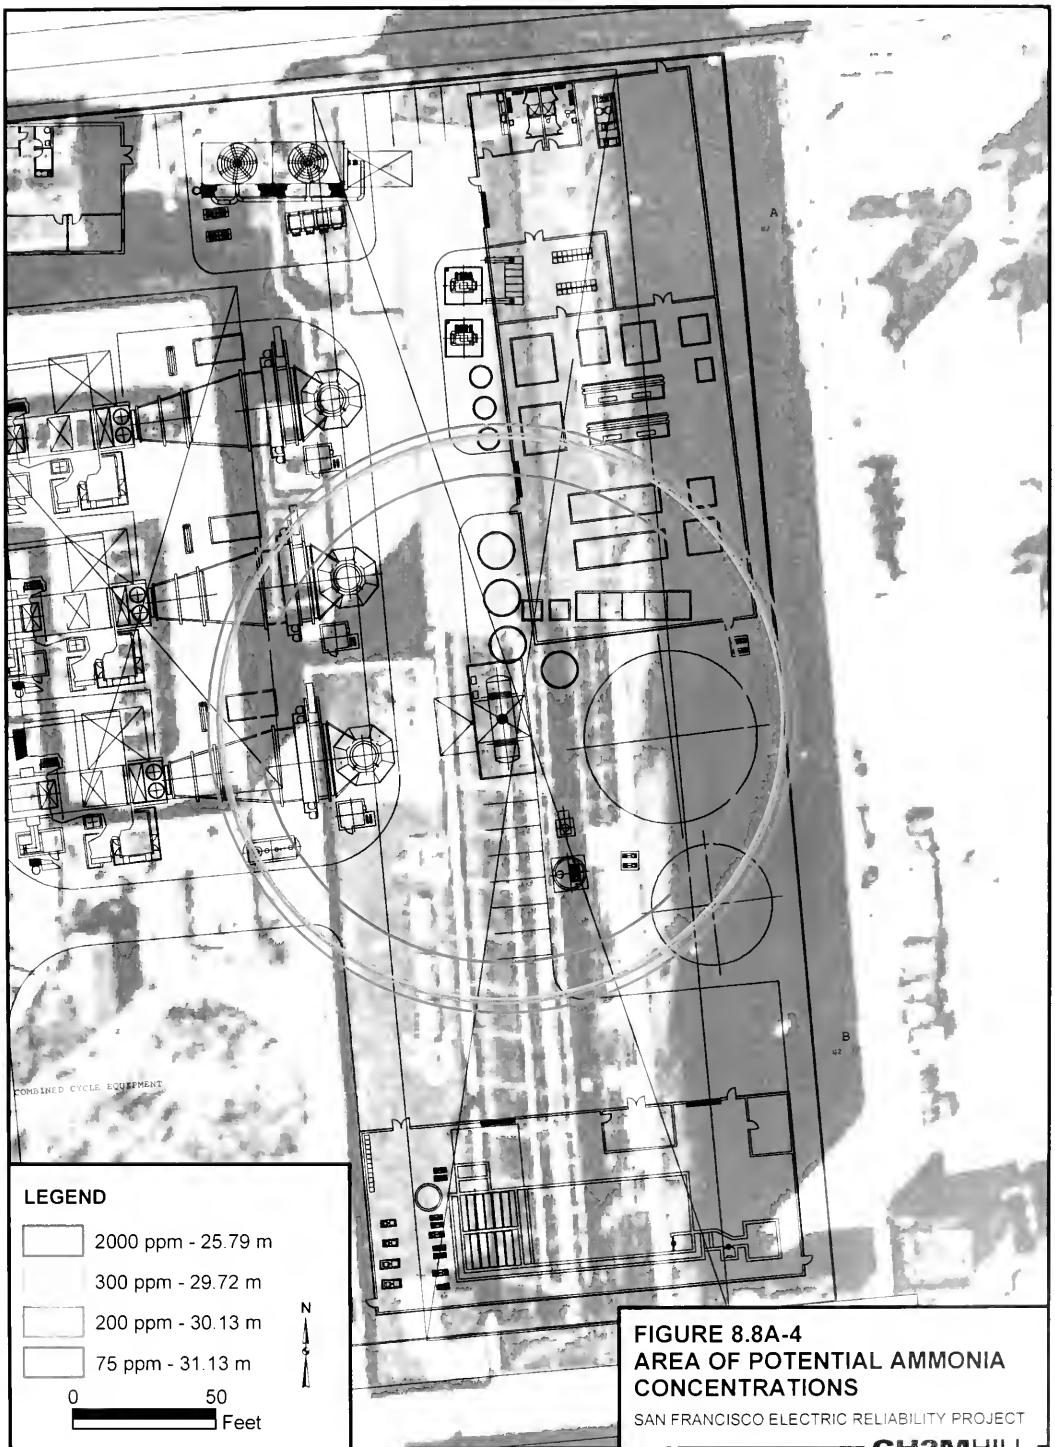 A
42
B
42
COMBINED CYCLE EQUIPMENT
LEGEND
2000 ppm - 25.79 m
300 ppm - 29.72 m
200 ppm - 30.13 m
75 ppm - 31.13 m
N
0 50
Feet
FIGURE 8.8A-4
AREA OF POTENTIAL AMMONIA
CONCENTRATIONS
SAN FRANCISCO ELECTRIC RELIABILITY PROJECT
CH2MHILL